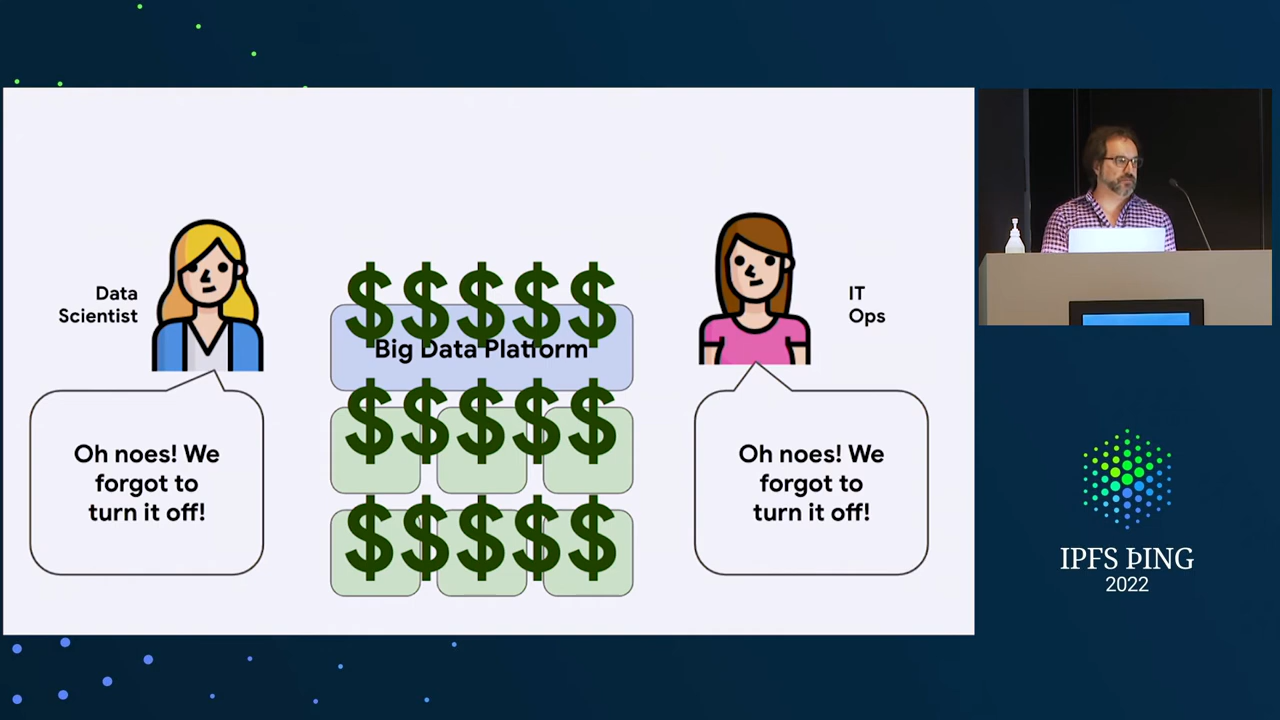 Data
Scientist
$$$$$
Big Data Platform
$$$$$
$$$$$
IT
Ops
Oh noes! We
forgot to
turn it off!
Oh noes! We
forgot to
turn it off!
IPFS ÞING
2022